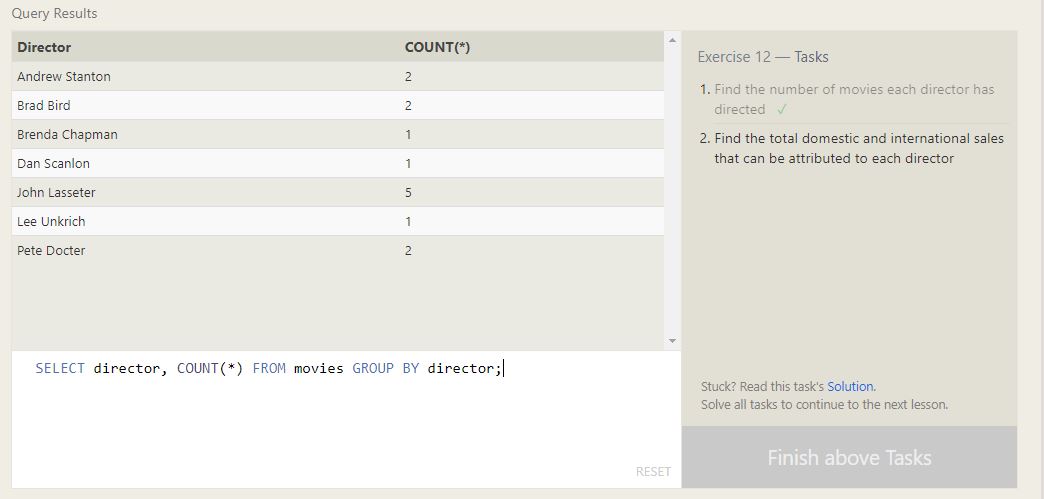 Query Results
Director COUNT(*)
Andrew Stanton 2
Brad Bird 2
Brenda Chapman 1
Dan Scanlon 1
John Lasseter 5
Lee Unkrich 1
Pete Docter 2
SELECT director, COUNT(*) FROM movies GROUP BY director;
RESET
Exercise 12 — Tasks
1. Find the number of movies each director has
directed ✓
2. Find the total domestic and international sales
that can be attributed to each director
Stuck? Read this task's Solution.
Solve all tasks to continue to the next lesson.
Finish above Tasks